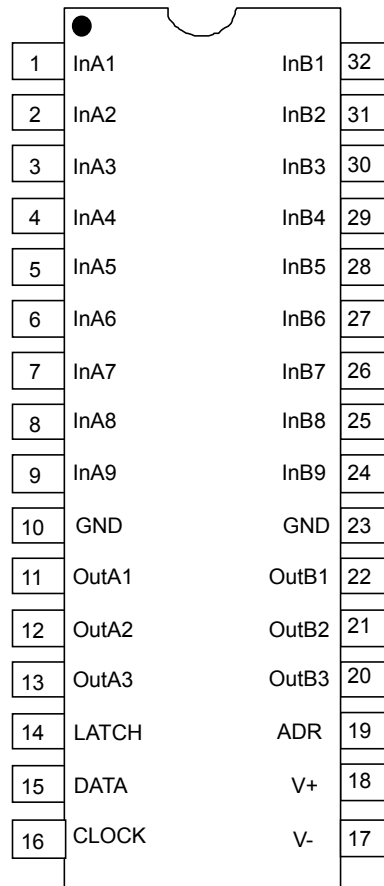 1 InA1 InB1 32
2 InA2 InB2 31
3 InA3 InB3 30
4 InA4 InB4 29
5 InA5 InB5 28
6 InA6 InB6 27
7 InA7 InB7 26
8 InA8 InB8 25
9 InA9 InB9 24
10 GND GND 23
11 OutA1 OutB1 22
12 OutA2 OutB2 21
13 OutA3 OutB3 20
14 LATCH ADR 19
15 DATA V+ 18
16 CLOCK V- 17